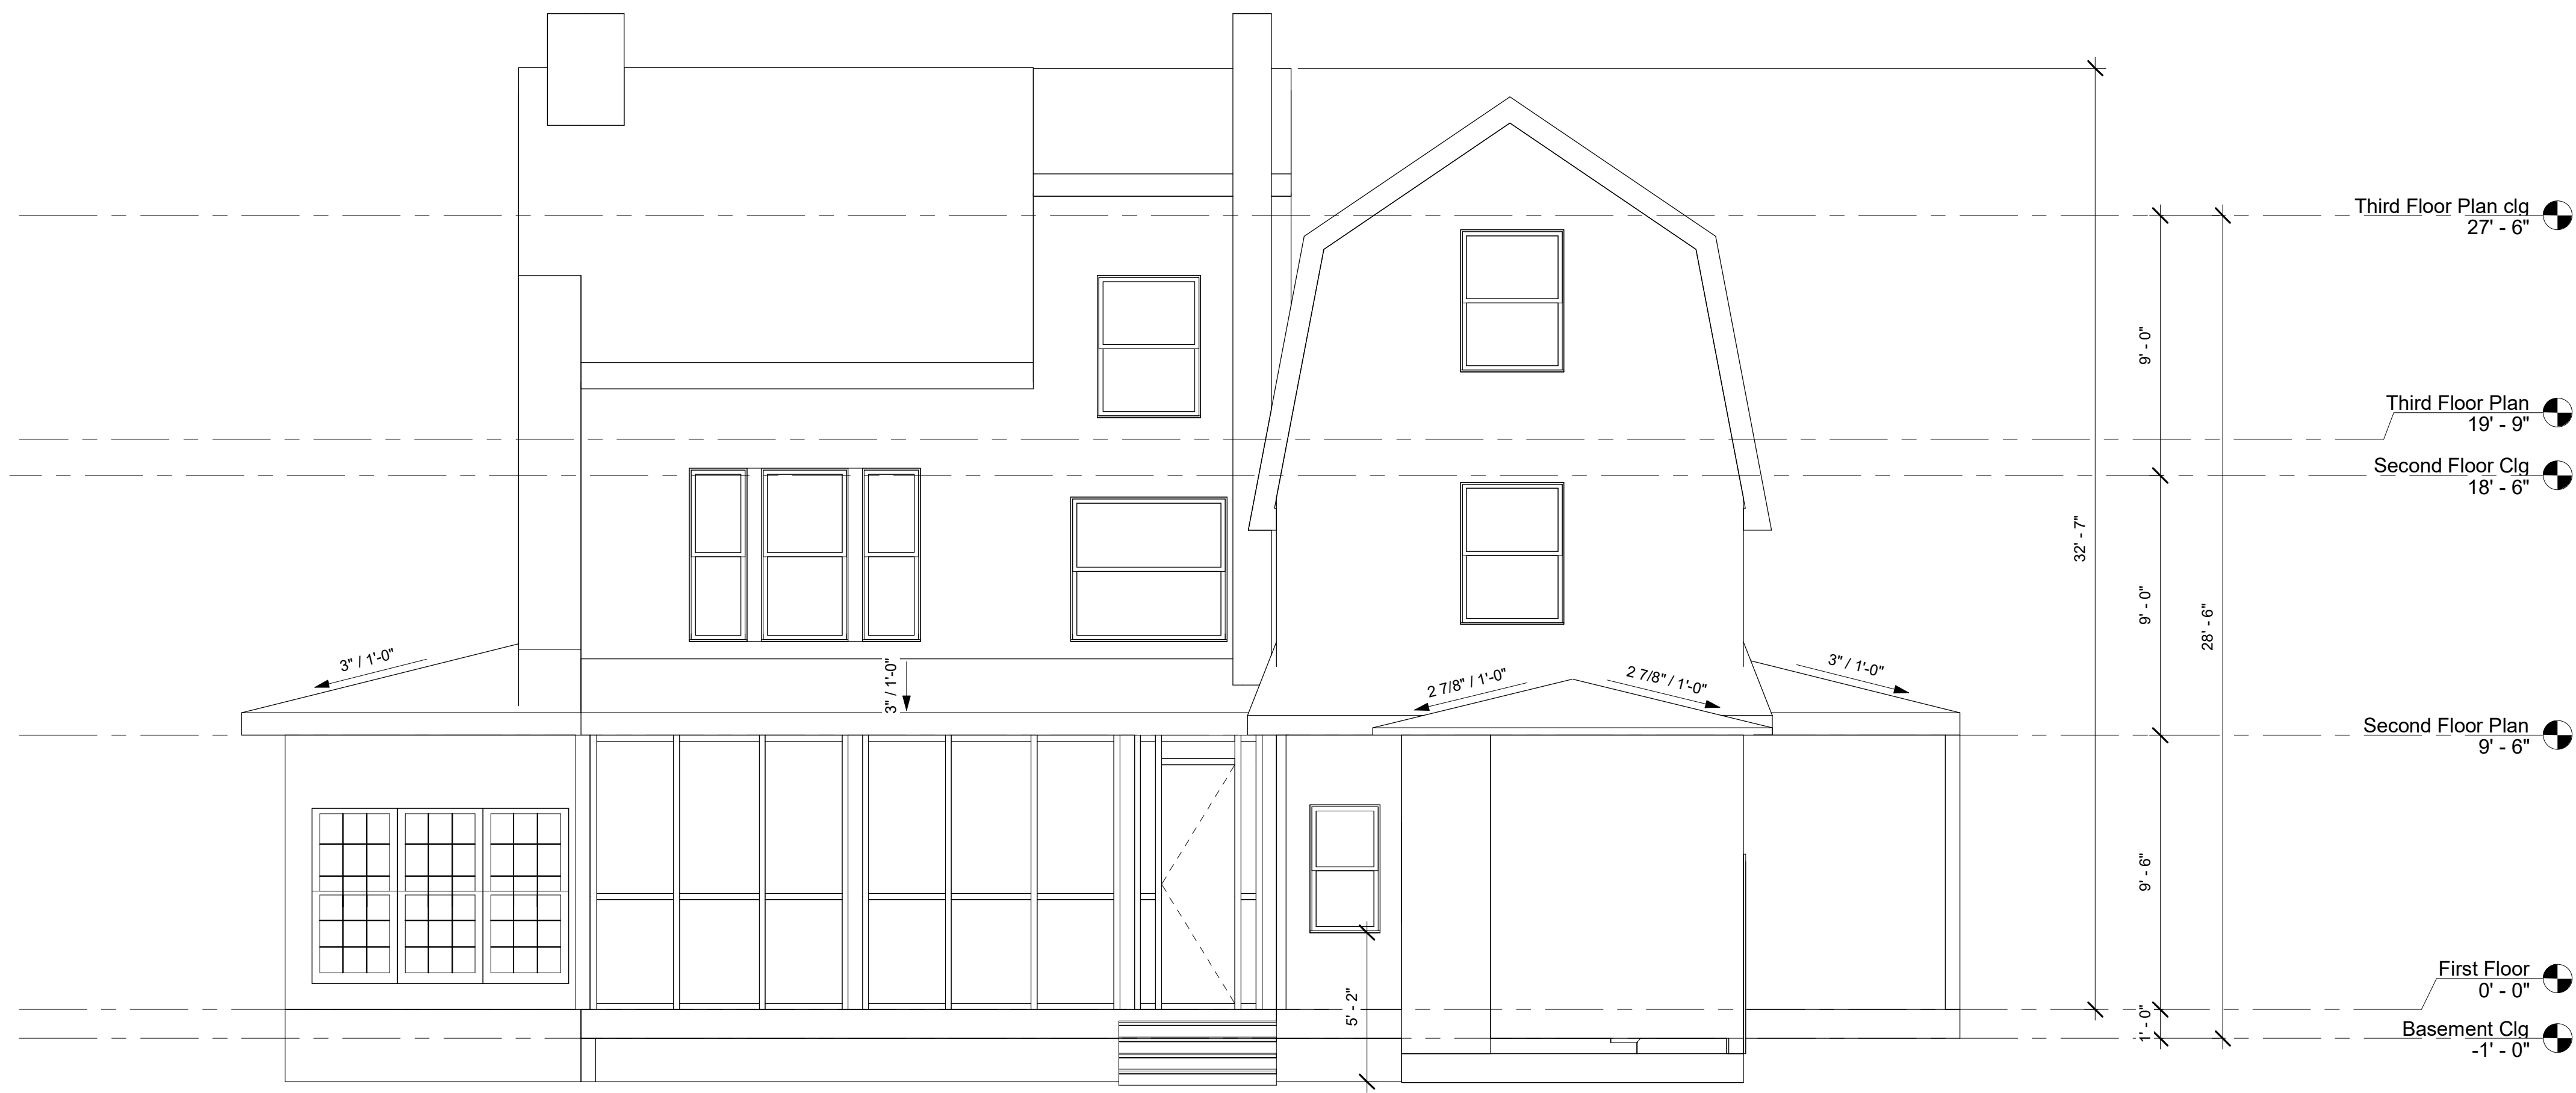 Third Floor Plan clg
27' - 6"
9' - 0"
Third Floor Plan
19' - 9"
Second Floor Clg
18' - 6"
32' - 7"
9' - 0"
28' - 6"
3" / 1'-0"
3" / 1'-0"
2 7/8" / 1'-0"
2 7/8" / 1'-0"
3" / 1'-0"
Second Floor Plan
9' - 6"
9' - 6"
First Floor
0' - 0"
5' - 2"
1' - 0"
Basement Clg
-1' - 0"